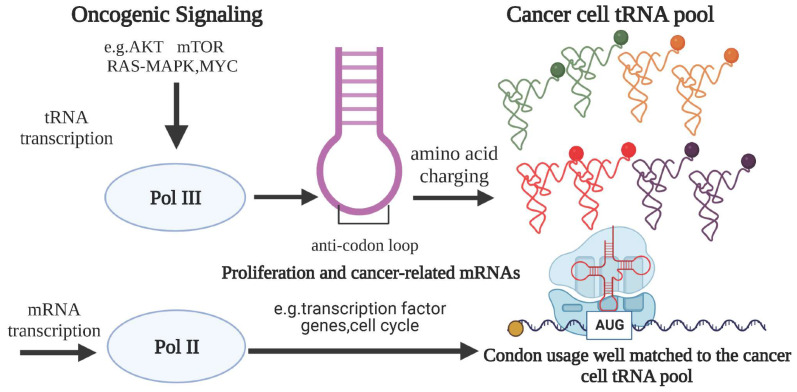 Oncogenic Signaling
Cancer cell tRNA pool
e.g.AKT mTOR
RAS-MAPK,MYC
tRNA
transcription
Pol III
amino acid
charging
anti-codon loop
Proliferation and cancer-related mRNAs
mRNA
transcription
Pol II
e.g.transcription factor
genes,cell cycle
AUG
Condon usage well matched to the cancer
cell tRNA pool